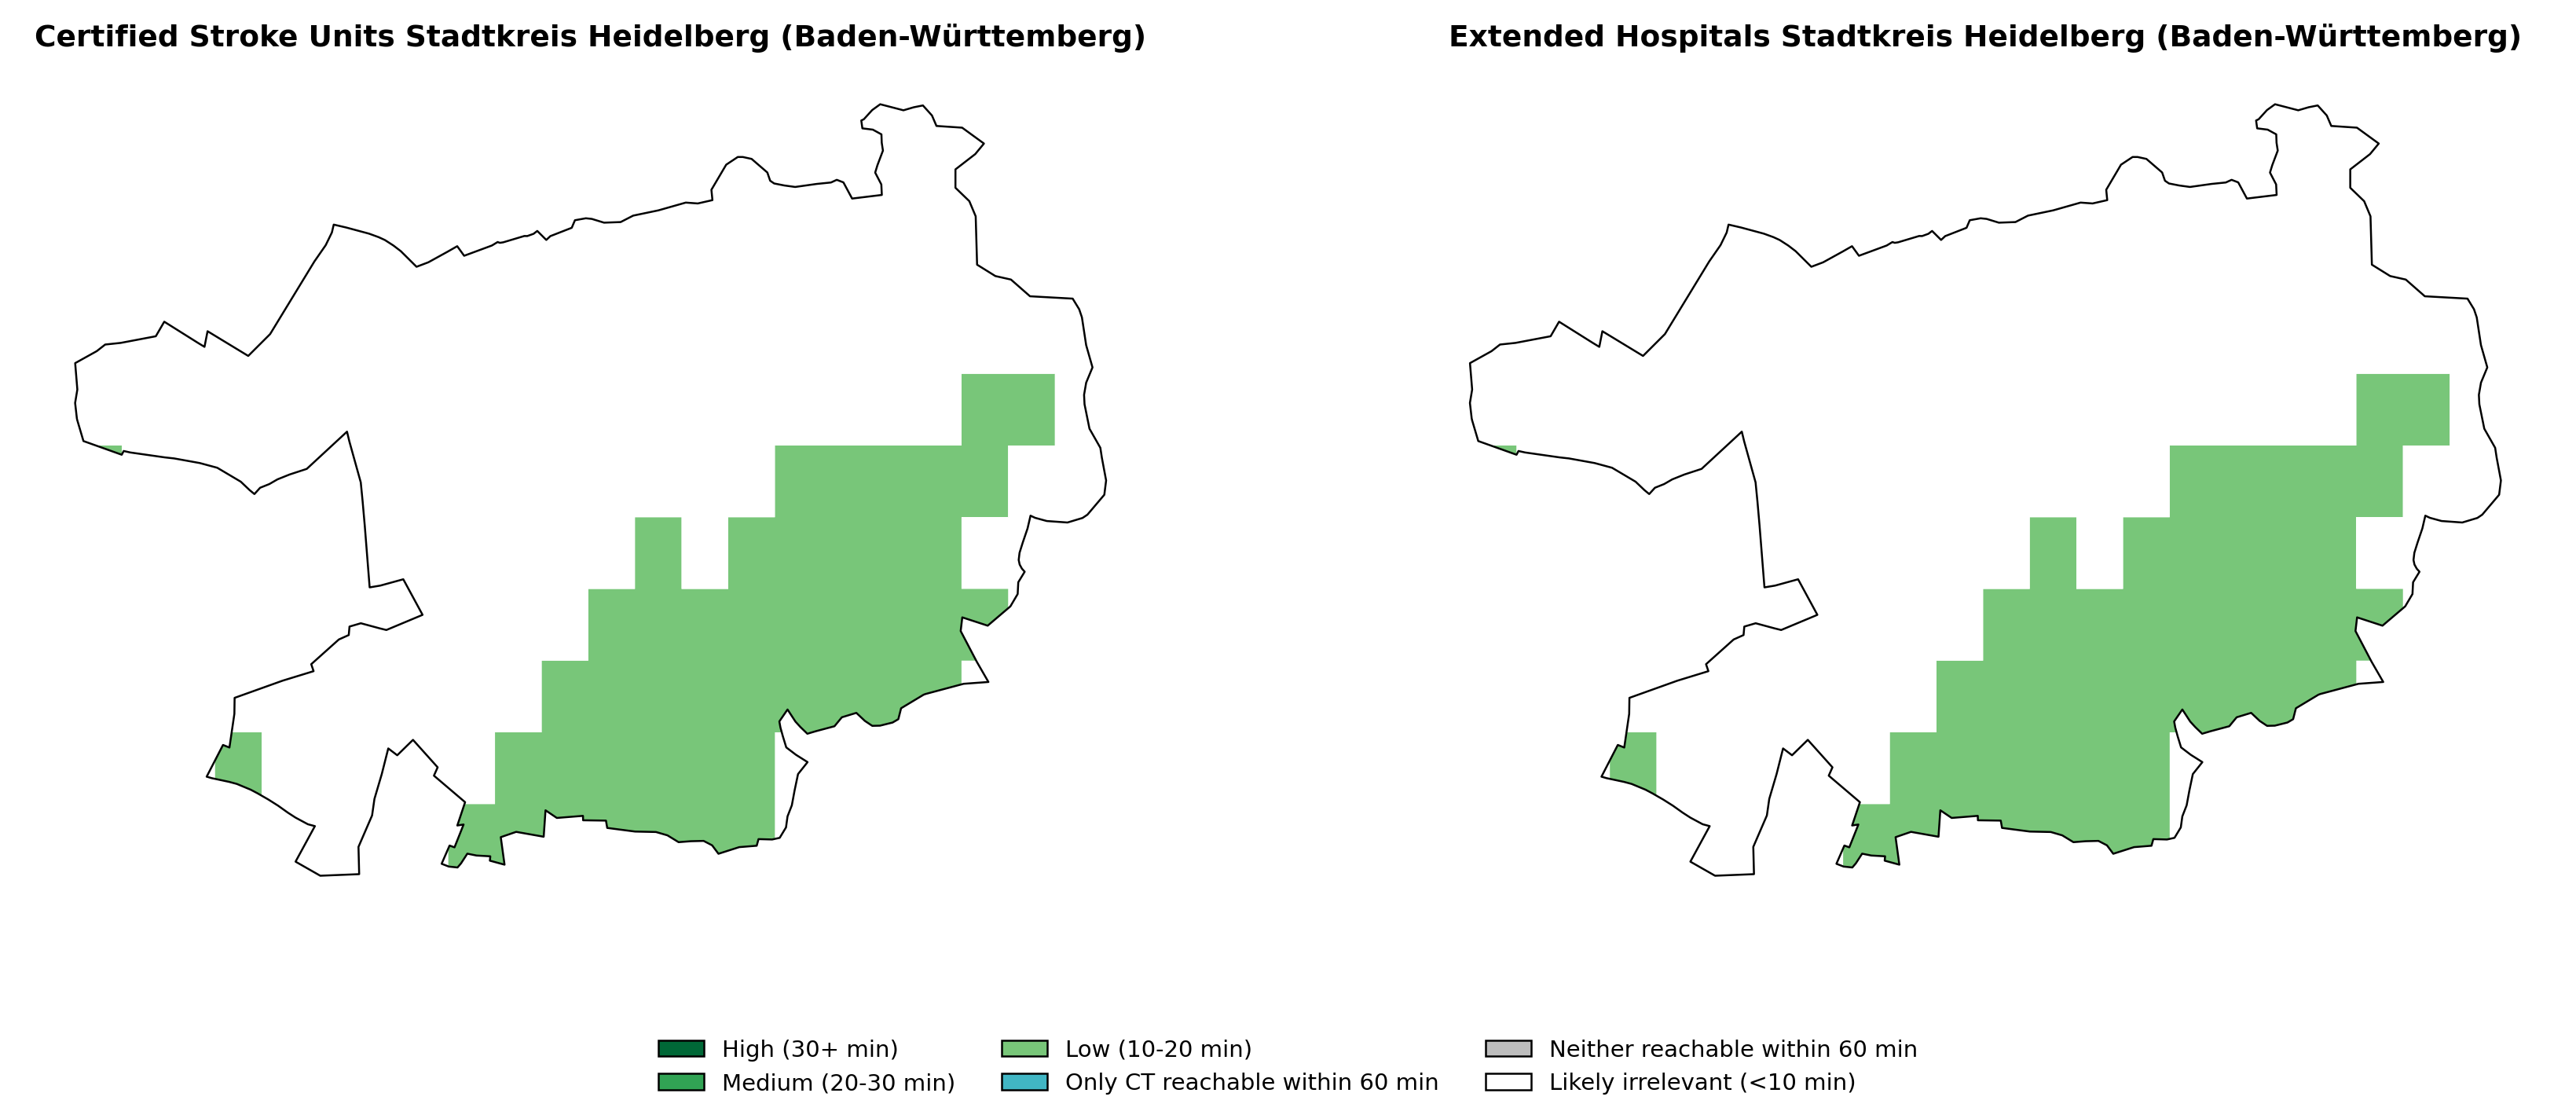 Certified Stroke Units Stadtkreis Heidelberg (Baden-Württemberg)
Extended Hospitals Stadtkreis Heidelberg (Baden-Württemberg)
High (30+ min)
Medium (20-30 min)
Low (10-20 min)
Only CT reachable within 60 min
Neither reachable within 60 min
Likely irrelevant (<10 min)